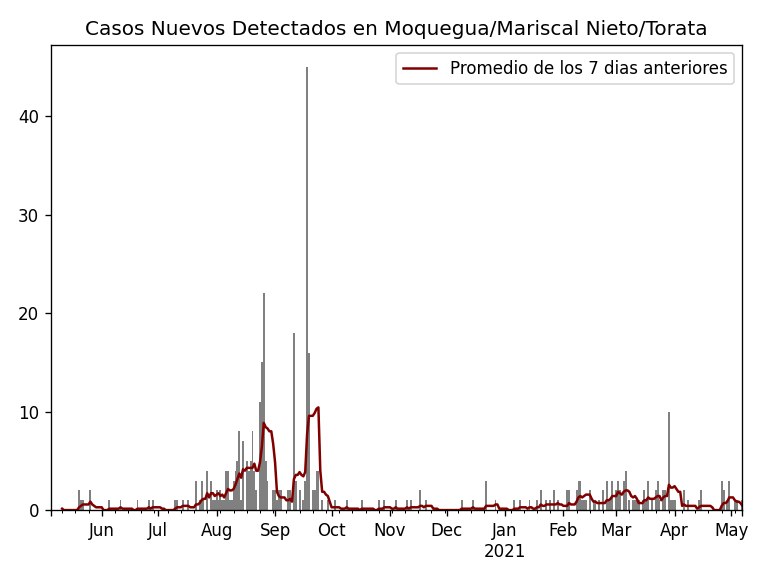 Casos Nuevos Detectados en Moquegua/Mariscal Nieto/Torata
Promedio de los 7 dias anteriores
40
30
20
10
0
Jun Jul Aug Sep Oct Nov Dec Jan Feb Mar Apr May
2021